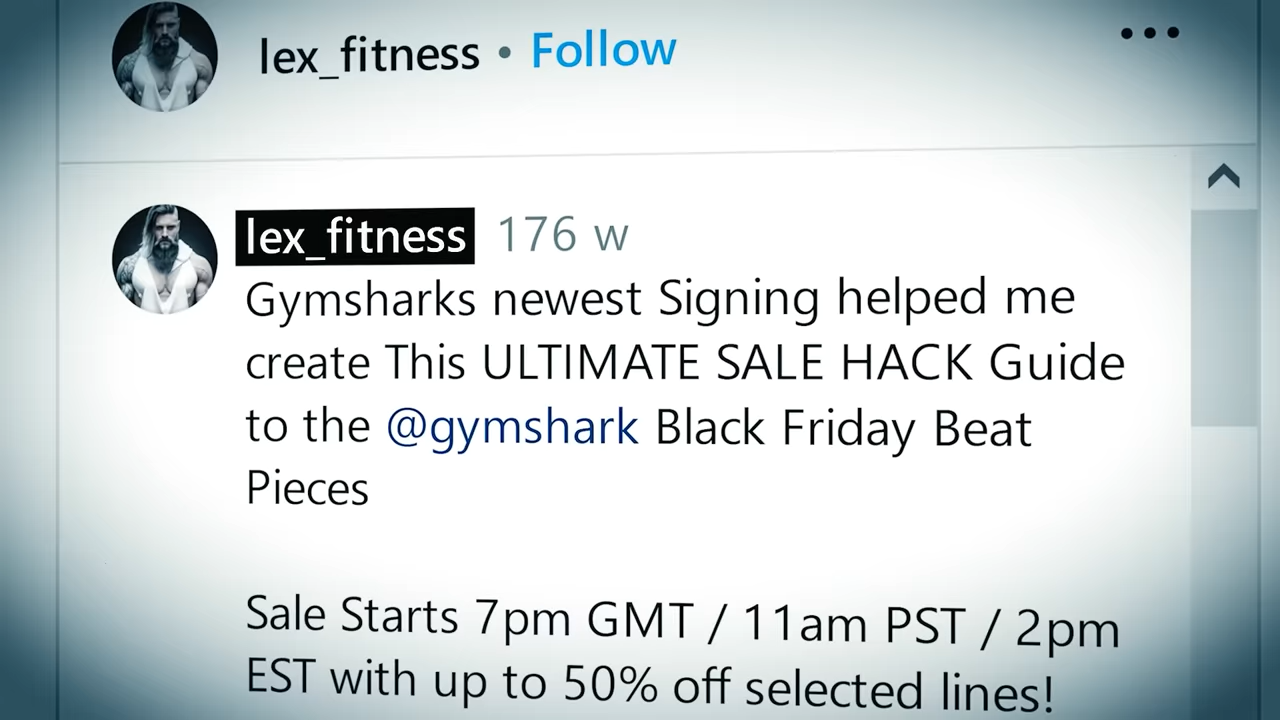 lex_fitness • Follow
lex_fitness 176 w
Gymsharks newest Signing helped me
create This ULTIMATE SALE HACK Guide
to the @gymshark Black Friday Beat
Pieces
Sale Starts 7pm GMT / 11am PST / 2pm
EST with up to 50% off selected lines!